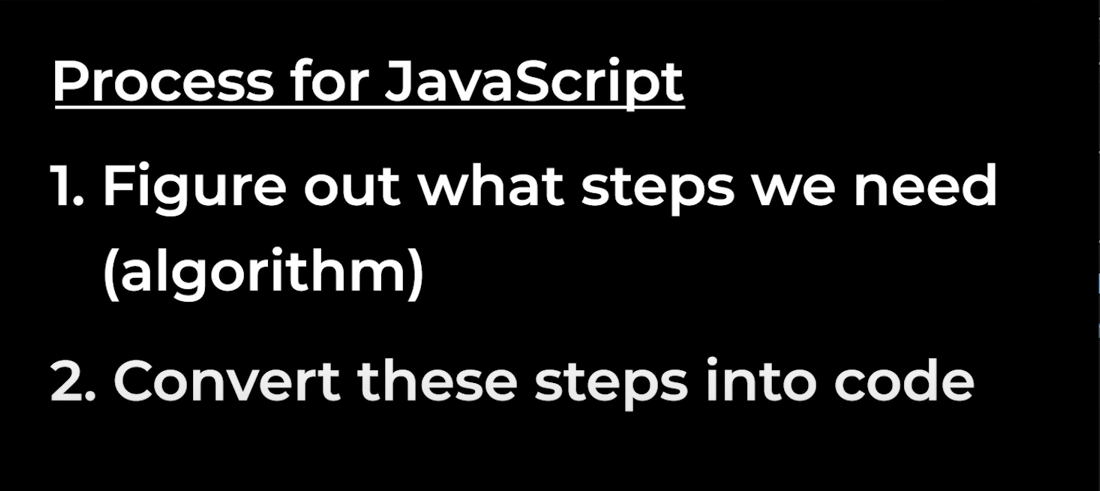 Process for JavaScript
1. Figure out what steps we need
(algorithm)
2. Convert these steps into code